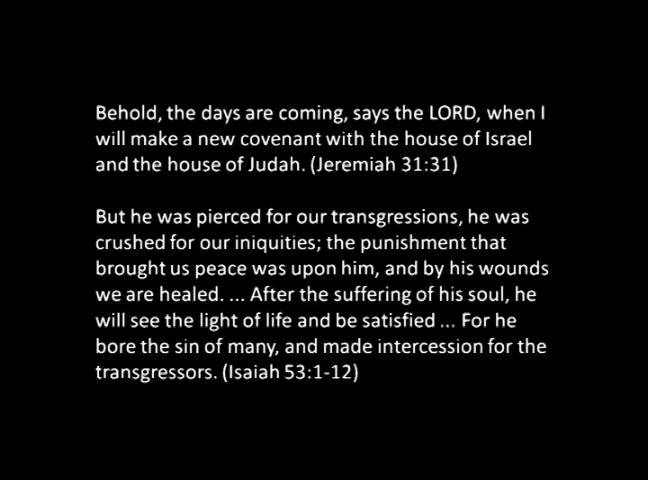 Behold, the days are coming, says the LORD, when I
will make a new covenant with the house of Israel
and the house of Judah. (Jeremiah 31:31)
But he was pierced for our transgressions, he was
crushed for our iniquities; the punishment that
brought us peace was upon him, and by his wounds
we are healed. ... After the suffering of his soul, he
will see the light of life and be satisfied ... For he
bore the sin of many, and made intercession for the
transgressors. (Isaiah 53:1-12)